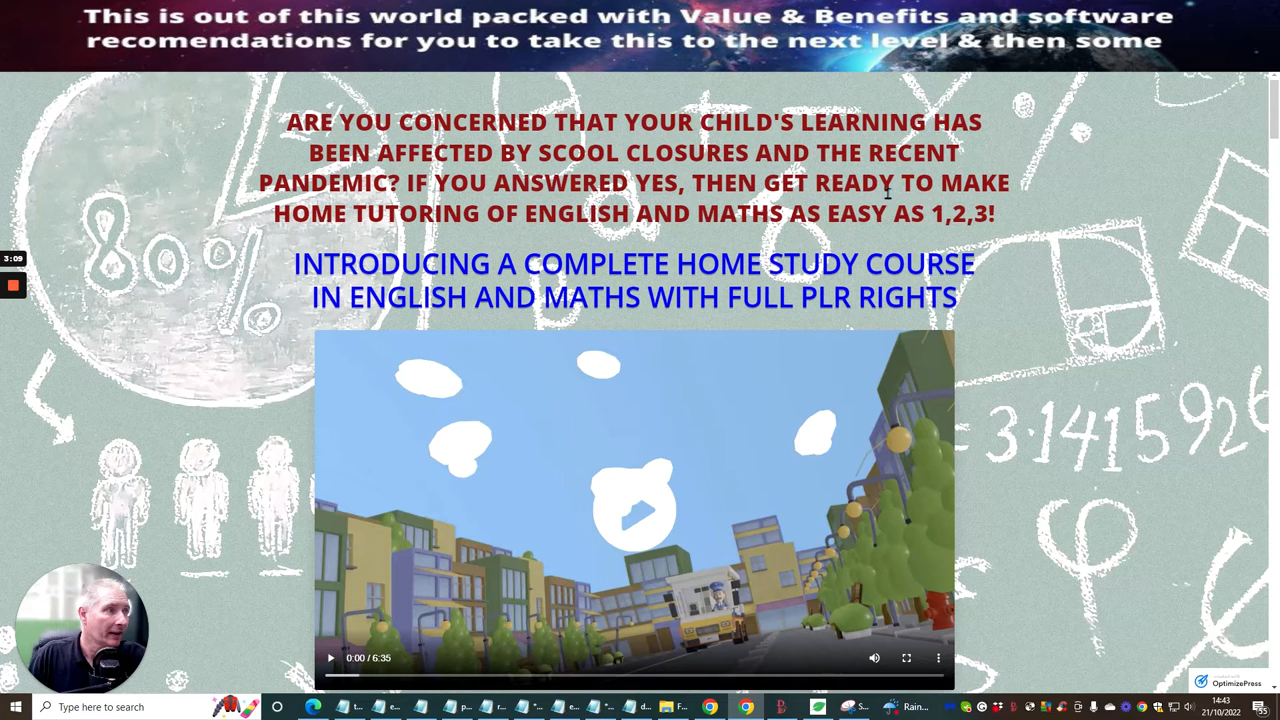 This is out of this world packed with Value & Benefits and software
recomendations for you to take this to the next level & then some
ARE YOU CONCERNED THAT YOUR CHILD'S LEARNING HAS
BEEN AFFECTED BY SCOOL CLOSURES AND THE RECENT
PANDEMIC? IF YOU ANSWERED YES, THEN GET READY TO MAKE
HOME TUTORING OF ENGLISH AND MATHS AS EASY AS 1,2,3!
80%
3:09
INTRODUCING A COMPLETE HOME STUDY COURSE
IN ENGLISH AND MATHS WITH FULL PLR RIGHTS
3.1415926
φ
0:00 / 6:35
OptimizePress
Type here to search
t...
e...
e...
p...
r...
*...
e...
*...
d...
F...
S...
Rain...
14:43
21/10/2022